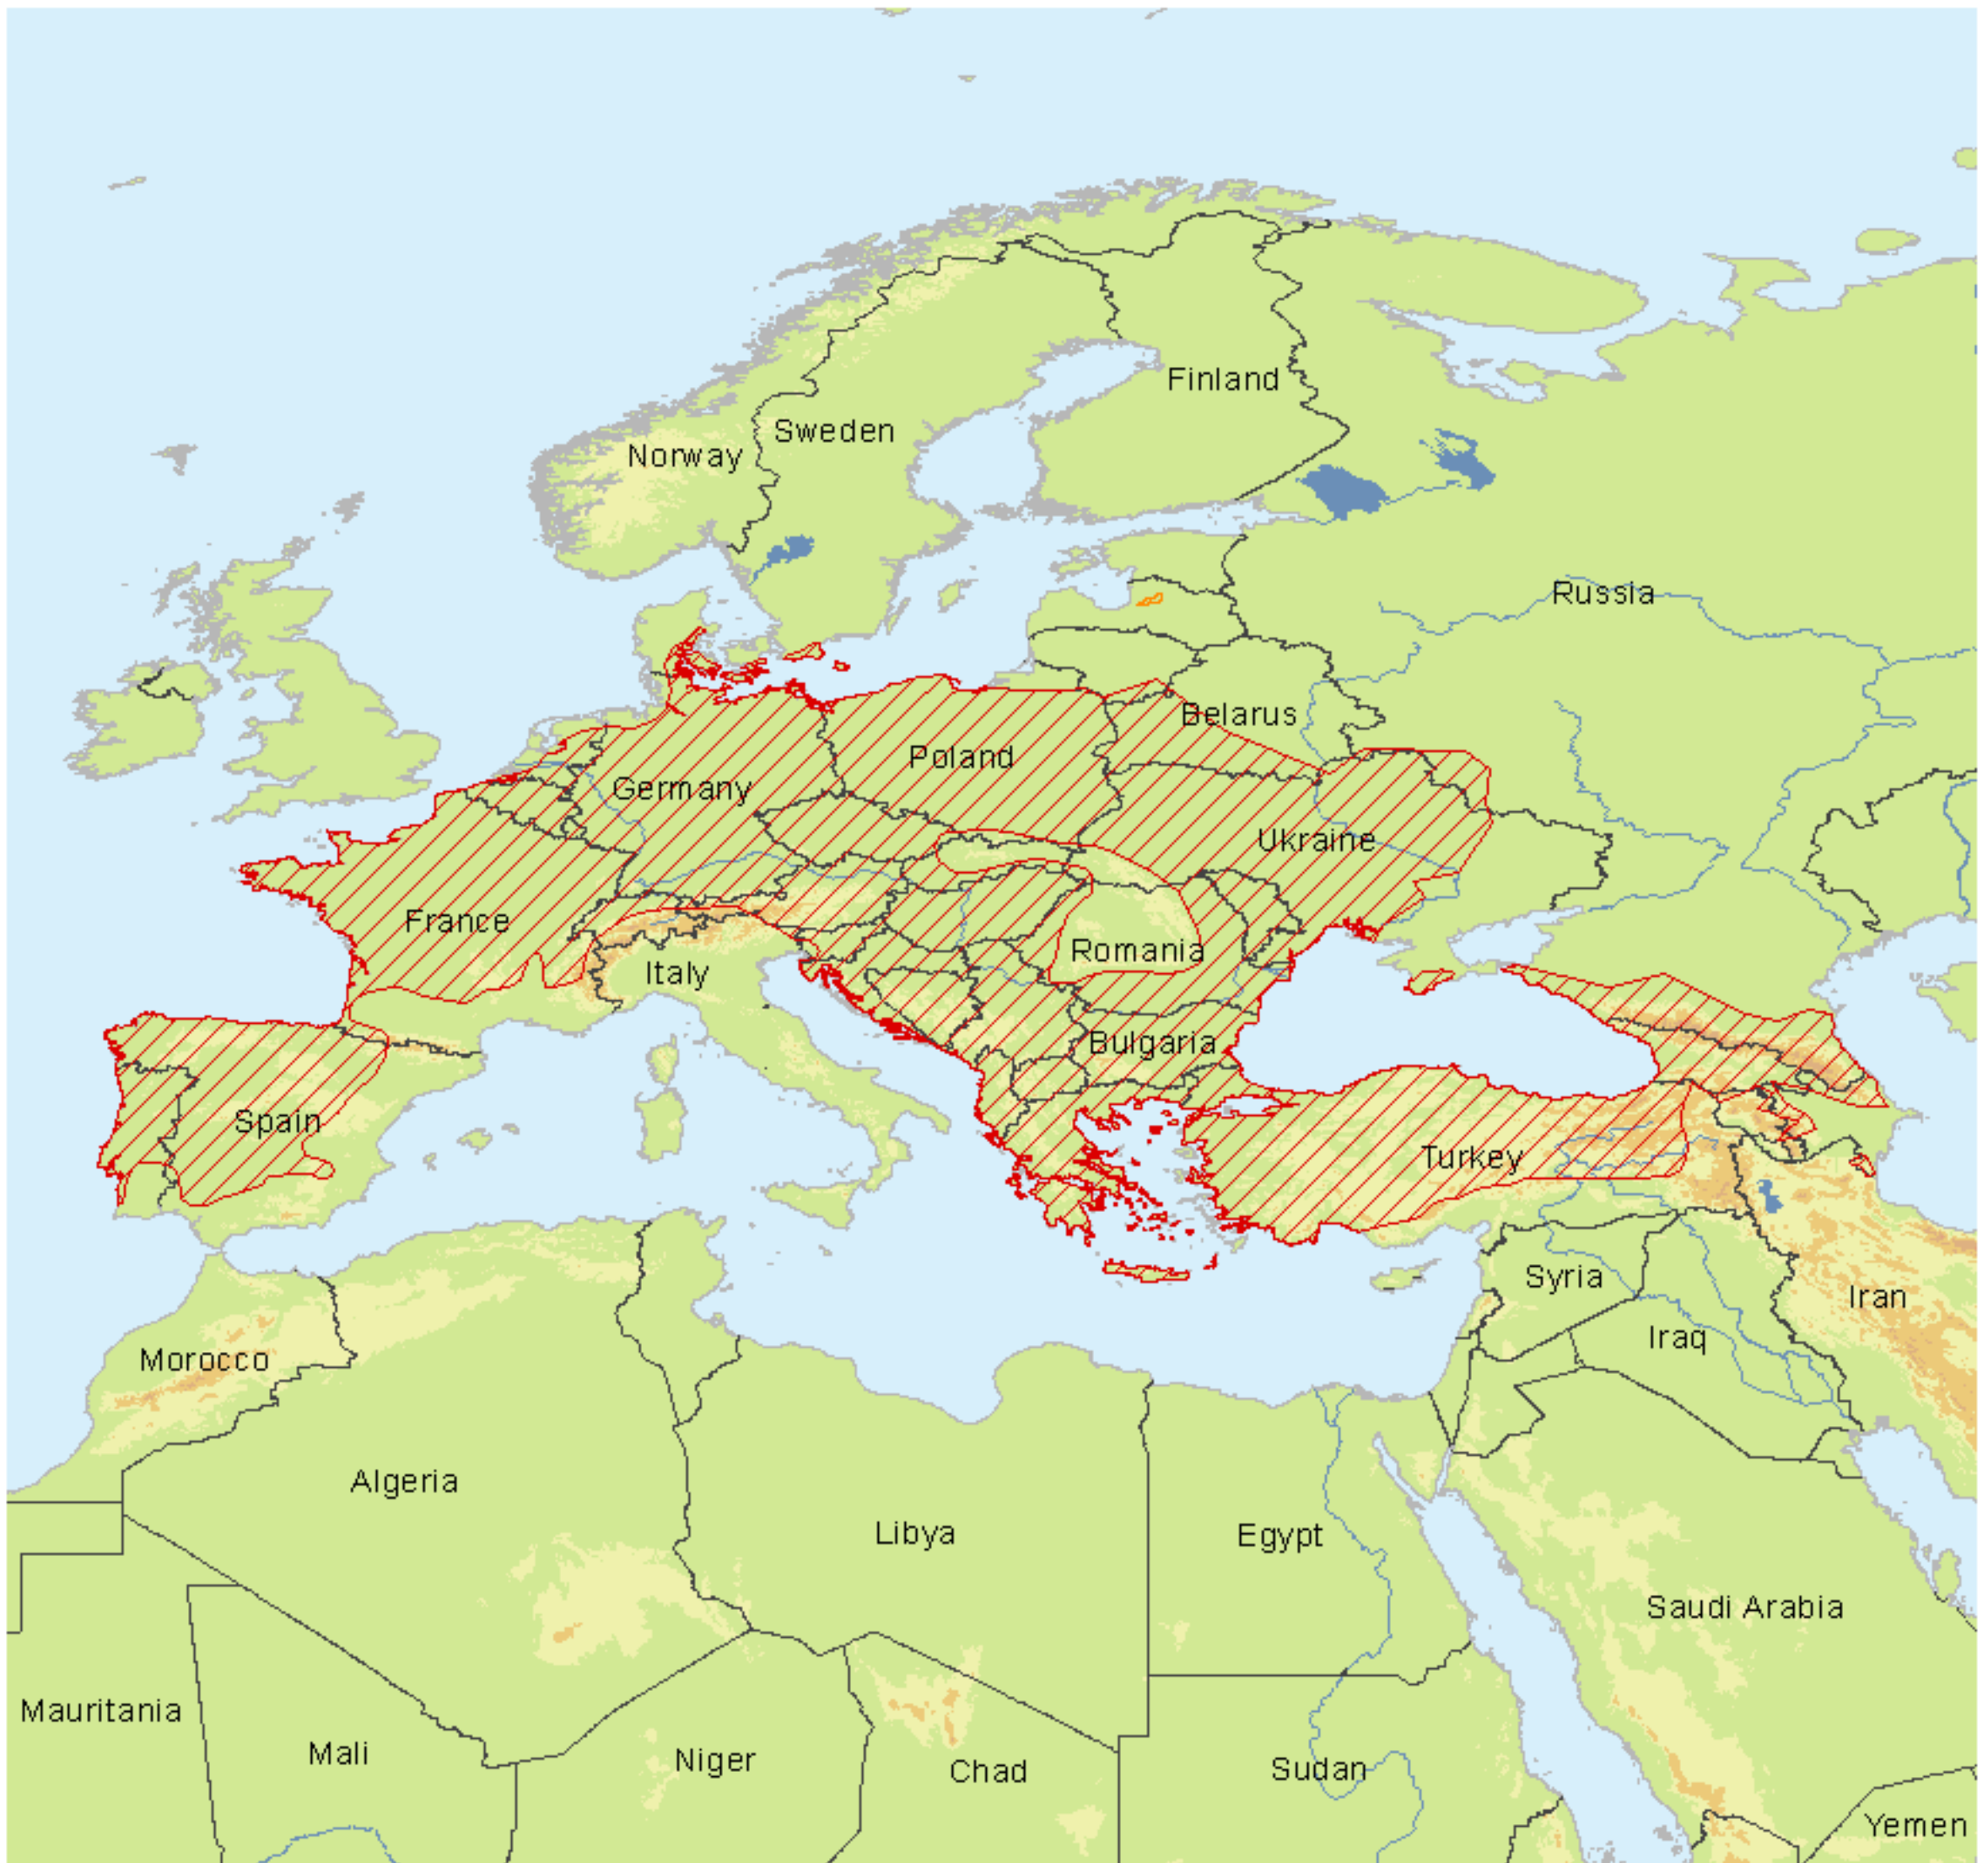 Finland
Sweden
Norway
Russia
Belarus
Poland
Germany
Ukraine
France
Romania
Italy
Bulgaria
Spain
Turkey
Syria
Iran
Iraq
Morocco
Algeria
Libya
Egypt
Saudi Arabia
Mauritania
Mali
Niger
Chad
Sudan
Yemen